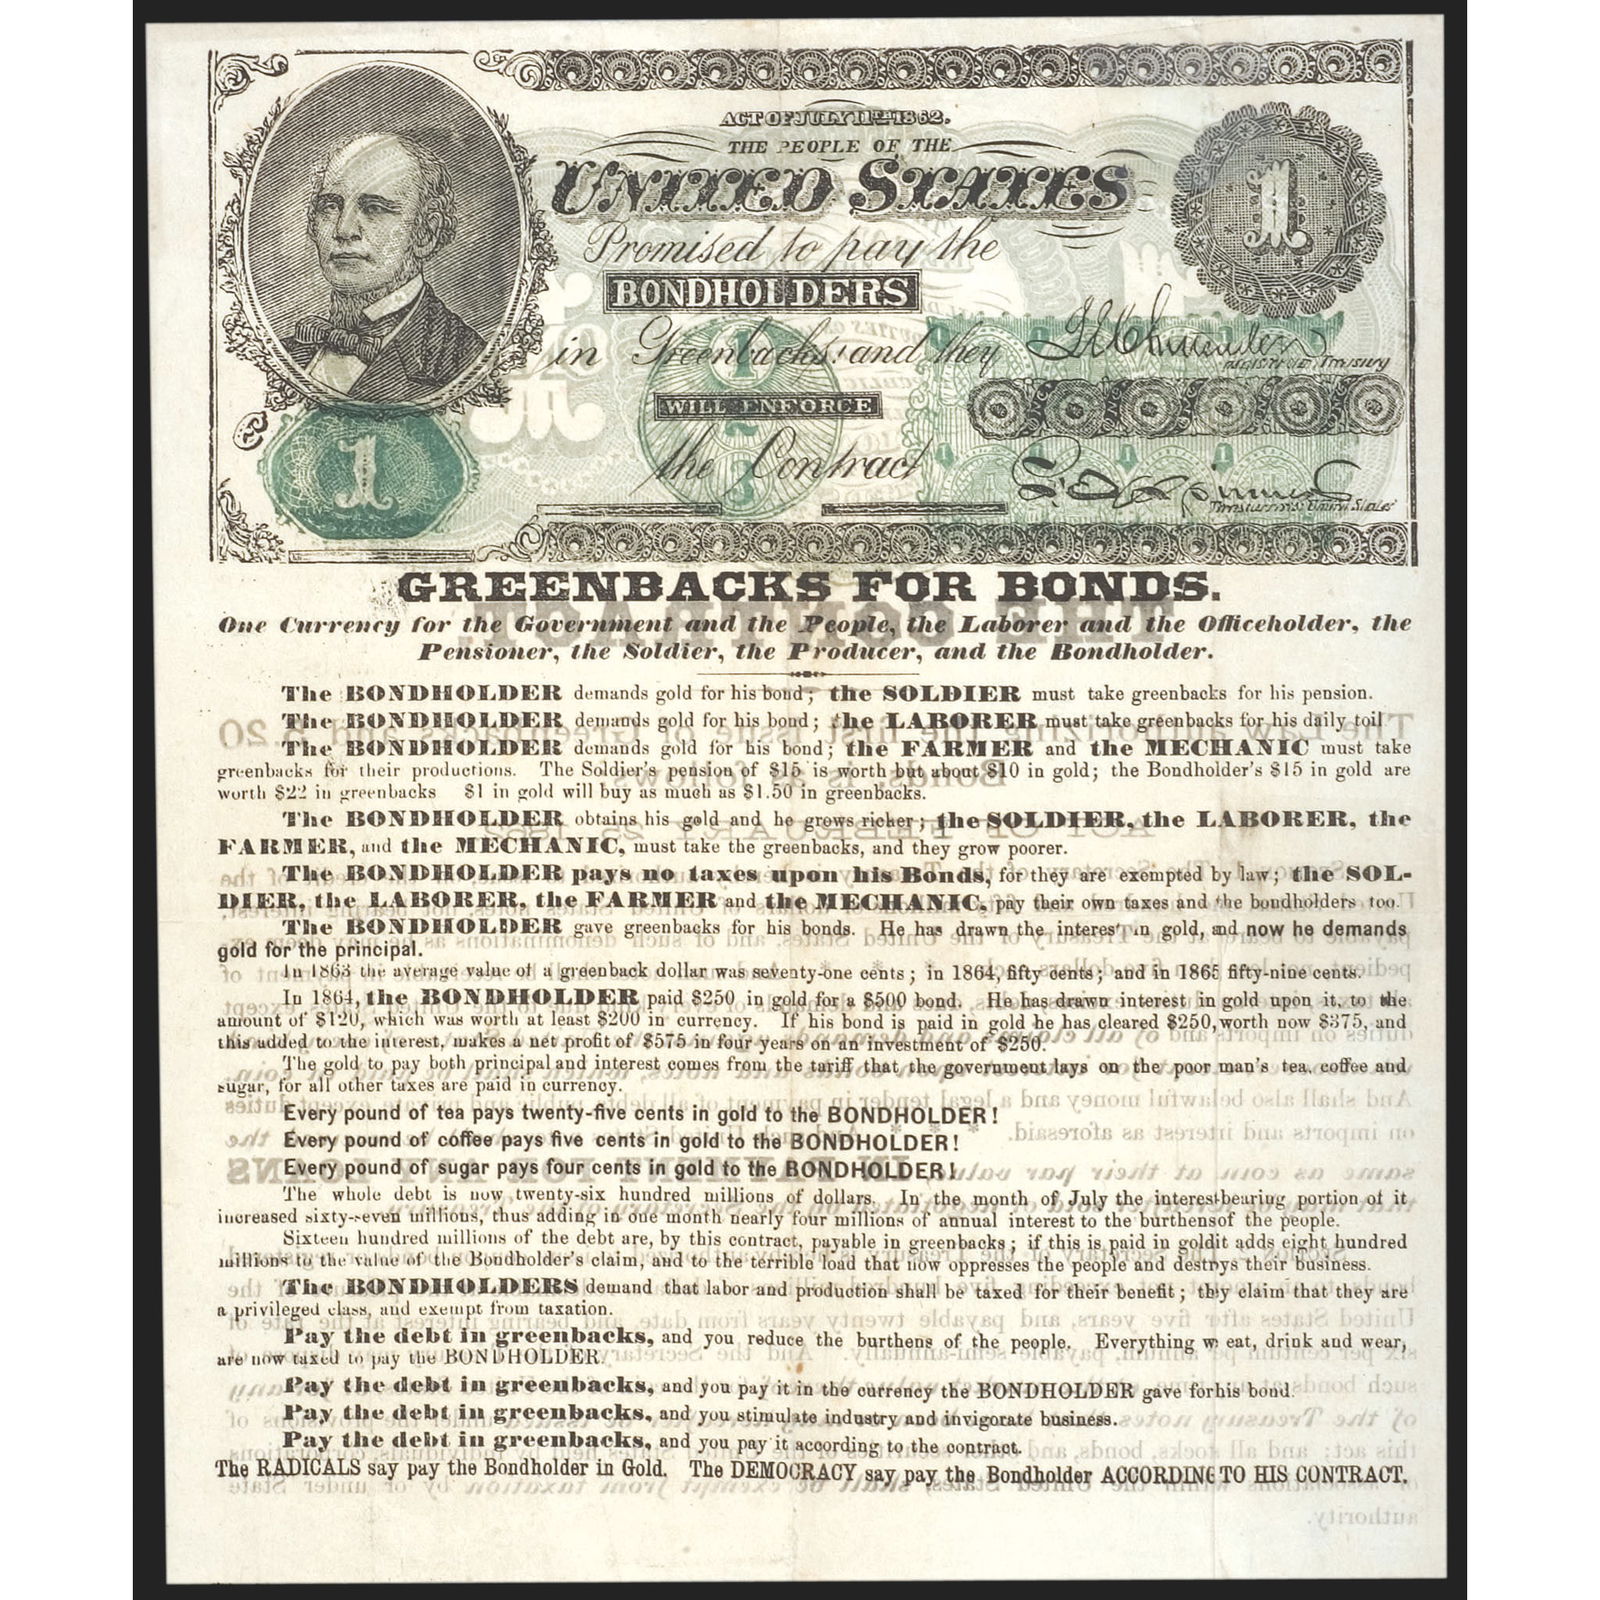 ACT OF JULY 11TH 1862.
THE PEOPLE OF THE
UNITED STATES
1
Promised to pay the
BONDHOLDERS
in Greenbacks: and they
WILL ENFORCE
the Contract
1
1
2
3
GREENBACKS FOR BONDS.
One Currency for the Government and the People, the Laborer and the Officeholder, the
Pensioner, the Soldier, the Producer, and the Bondholder.
The BONDHOLDER demands gold for his bond; the SOLDIER must take greenbacks for his pension.
The BONDHOLDER demands gold for his bond; the LABORER must take greenbacks for his daily toil
The BONDHOLDER demands gold for his bond; the FARMER and the MECHANIC must take
greenbacks for their productions. The Soldier's pension of $15 is worth but about $10 in gold; the Bondholder's $15 in gold are
worth $22 in greenbacks $1 in gold will buy as much as $1.50 in greenbacks.
The BONDHOLDER obtains his gold and he grows richer; the SOLDIER, the LABORER, the
FARMER, and the MECHANIC, must take the greenbacks, and they grow poorer.
The BONDHOLDER pays no taxes upon his Bonds, for they are exempted by law; the SOL-
DIER, the LABORER, the FARMER and the MECHANIC, pay their own taxes and the bondholders too.
The BONDHOLDER gave greenbacks for his bonds. He has drawn the interest in gold, and now he demands
gold for the principal.
In 1863 the average value of a greenback dollar was seventy-one cents; in 1864, fifty cents; and in 1865 fifty-nine cents.
In 1864, the BONDHOLDER paid $250 in gold for a $500 bond. He has drawn interest in gold upon it, to the
amount of $120, which was worth at least $200 in currency. If his bond is paid in gold he has cleared $250, worth now $375, and
this added to the interest, makes a net profit of $575 in four years on an investment of $250.
The gold to pay both principal and interest comes from the tariff that the government lays on the poor man's tea, coffee and
sugar, for all other taxes are paid in currency.
Every pound of tea pays twenty-five cents in gold to the BONDHOLDER!
Every pound of coffee pays five cents in gold to the BONDHOLDER!
Every pound of sugar pays four cents in gold to the BONDHOLDER!
The whole debt is now twenty-six hundred millions of dollars. In the month of July the interest-bearing portion of it
increased sixty-seven millions, thus adding in one month nearly four millions of annual interest to the burthensof the people.
Sixteen hundred millions of the debt are, by this contract, payable in greenbacks; if this is paid in goldit adds eight hundred
millions to the value of the Bondholder's claim, and to the terrible load that now oppresses the people and destroys their business.
The BONDHOLDERS demand that labor and production shall be taxed for their benefit; they claim that they are
a privileged class, and exempt from taxation.
Pay the debt in greenbacks, and you reduce the burthens of the people. Everything we eat, drink and wear,
are now taxed to pay the BONDHOLDER.
Pay the debt in greenbacks, and you pay it in the currency the BONDHOLDER gave for his bond.
Pay the debt in greenbacks, and you stimulate industry and invigorate business.
Pay the debt in greenbacks, and you pay it according to the contract.
The RADICALS say pay the Bondholder in Gold. The DEMOCRACY say pay the Bondholder ACCORDING TO HIS CONTRACT.